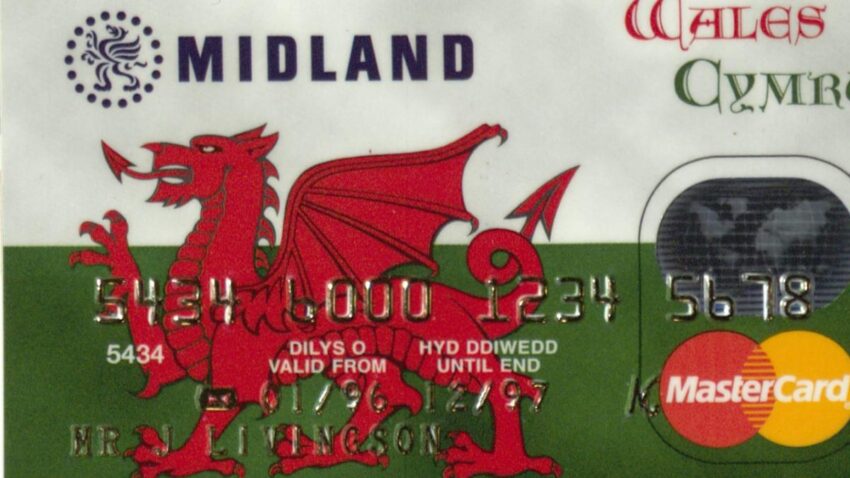 MIDLAND
WALES
CYMRU
5434 6000 1234 5678
5434
DILYS O
VALID FROM
HYD DDIWEDD
UNTIL END
01/96 12/97
MR J LIVINGSON
MasterCard